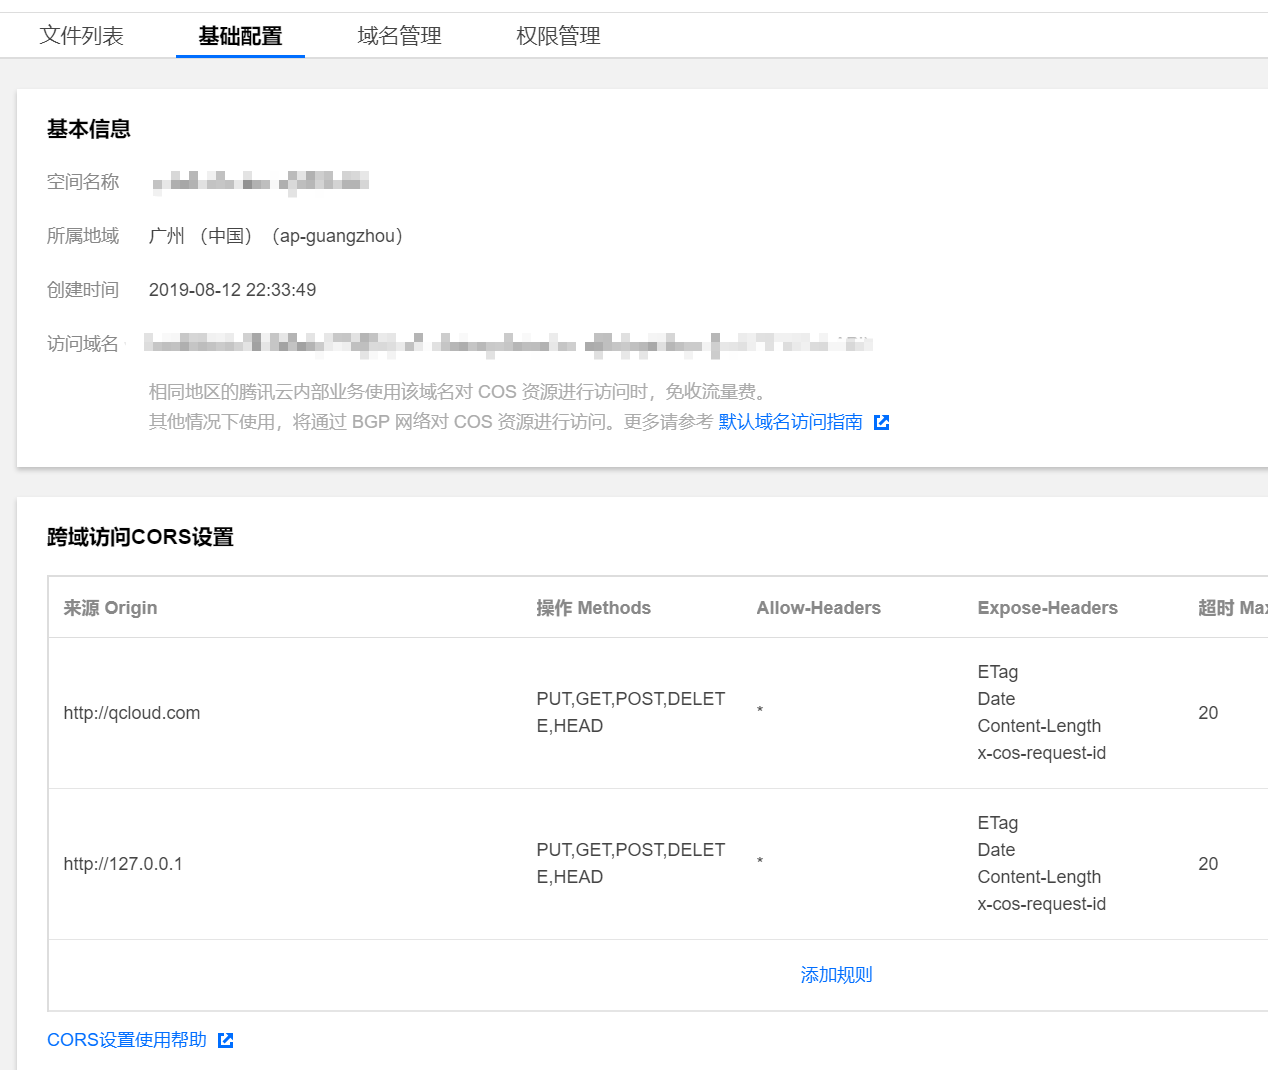 文件列表 基础配置 域名管理 权限管理
基本信息
空间名称
所属地域 广州 （中国）（ap-guangzhou）
创建时间 2019-08-12 22:33:49
访问域名
相同地区的腾讯云内部业务使用该域名对 COS 资源进行访问时，免收流量费。
其他情况下使用，将通过 BGP 网络对 COS 资源进行访问。更多请参考 默认域名访问指南
跨域访问CORS设置
来源 Origin 操作 Methods Allow-Headers Expose-Headers 超时 Max
http://qcloud.com
PUT,GET,POST,DELET
E,HEAD
*
ETag
Date
Content-Length
x-cos-request-id
20
http://127.0.0.1
PUT,GET,POST,DELET
E,HEAD
*
ETag
Date
Content-Length
x-cos-request-id
20
添加规则
CORS设置使用帮助